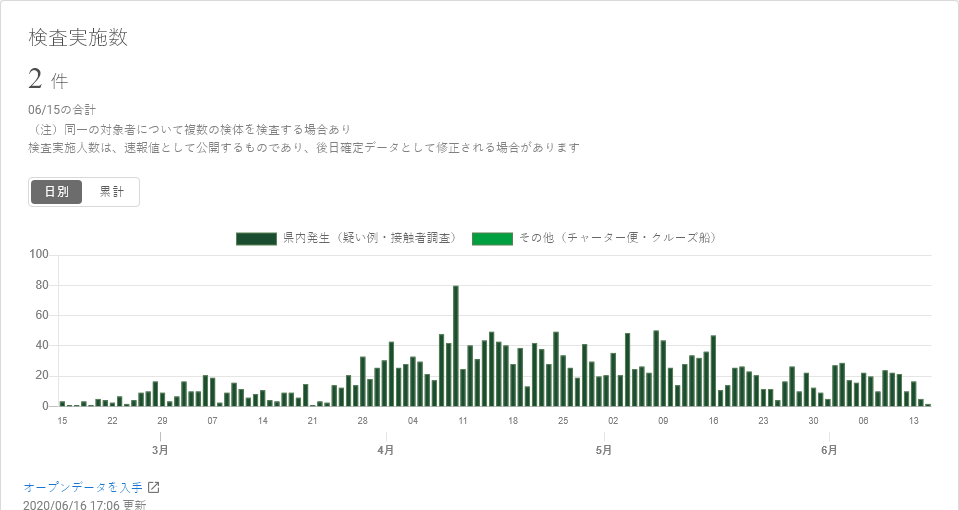 検査実施数
2 件
06/15の合計
（注）同一の対象者について複数の検体を検査する場合あり
検査実施人数は、速報値として公開するものであり、後日確定データとして修正される場合があります
日別 累計
県内発生（疑い例・接触者調査） その他（チャーター便・クルーズ船）
100
80
60
40
20
0
15 22 29 07 14 21 28 04 11 18 25 02 09 16 23 30 06 13
3月 4月 5月 6月
オープンデータを入手
2020/06/16 17:06 更新